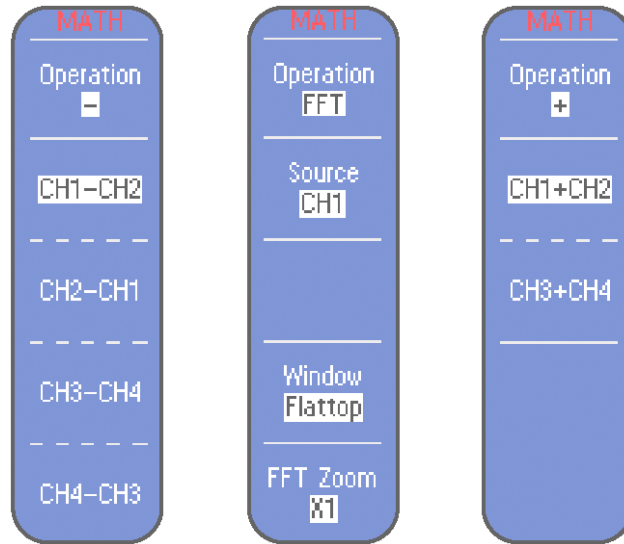 MATH
Operation
−
CH1−CH2
CH2−CH1
CH3−CH4
CH4−CH3
MATH
Operation
FFT
Source
CH1
Window
Flattop
FFT Zoom
X1
MATH
Operation
+
CH1+CH2
CH3+CH4